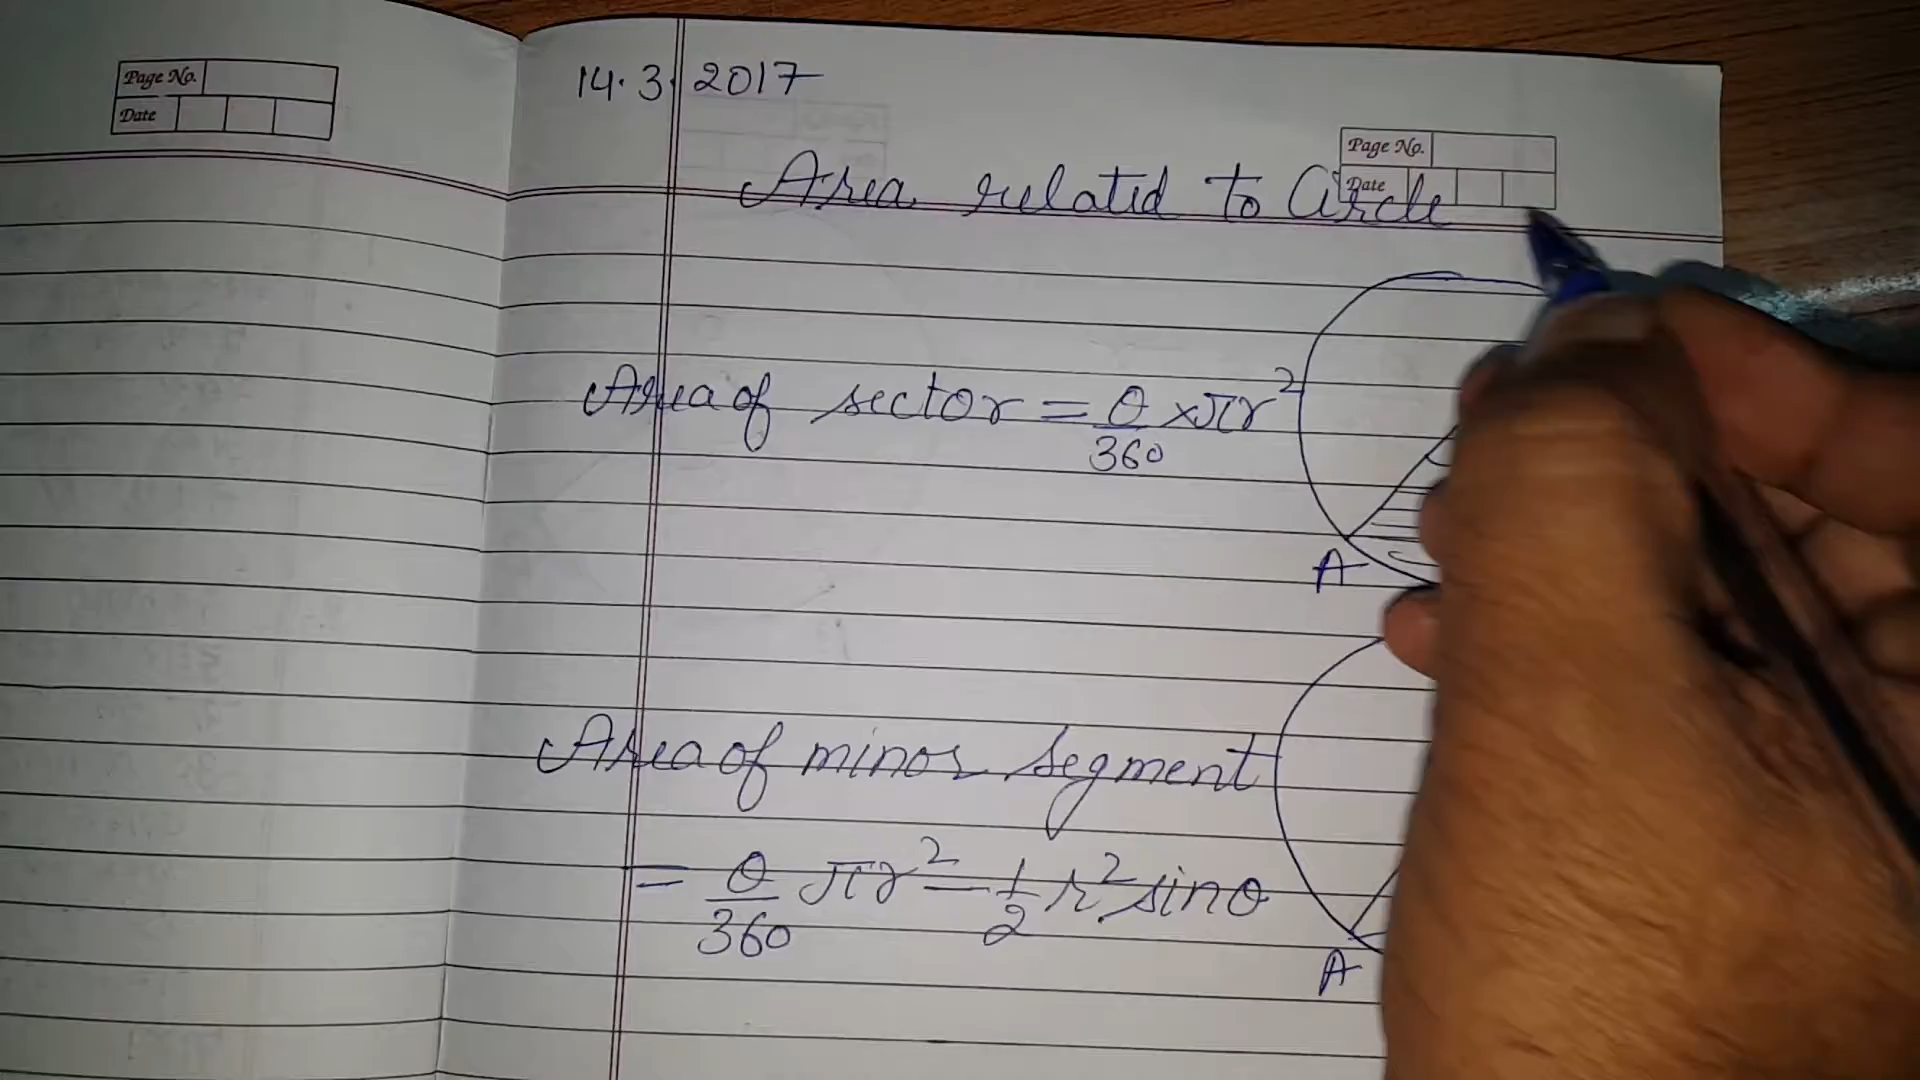 Page No.
Date
14.3.2017
Page No.
Date
Area related to Circle
Area of sector = θ/360 × πr²
A
Area of minor segment
= θ/360 πr² - 1/2 r² sinθ
A